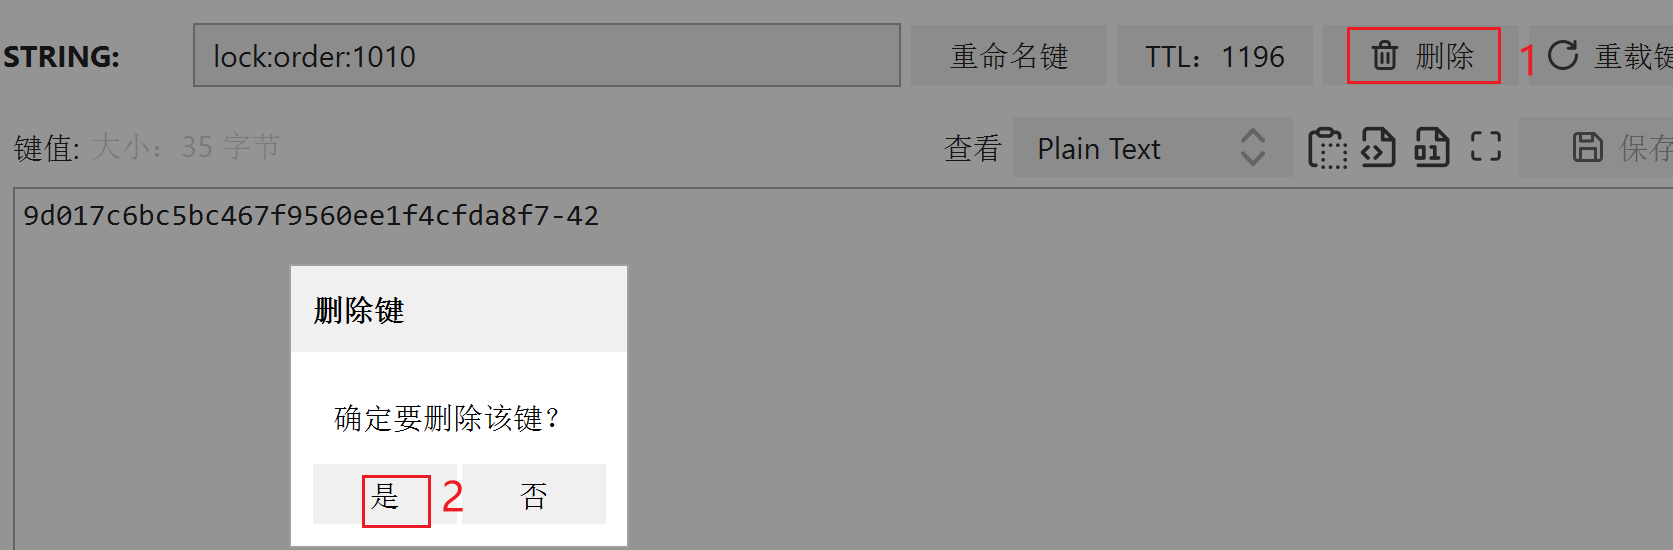 STRING: lock:order:1010 重命名键 TTL：1196 删除 1 重载键
键值: 大小：35 字节 查看 Plain Text 保存
9d017c6bc5bc467f9560ee1f4cfda8f7-42
删除键
确定要删除该键？
是 2 否